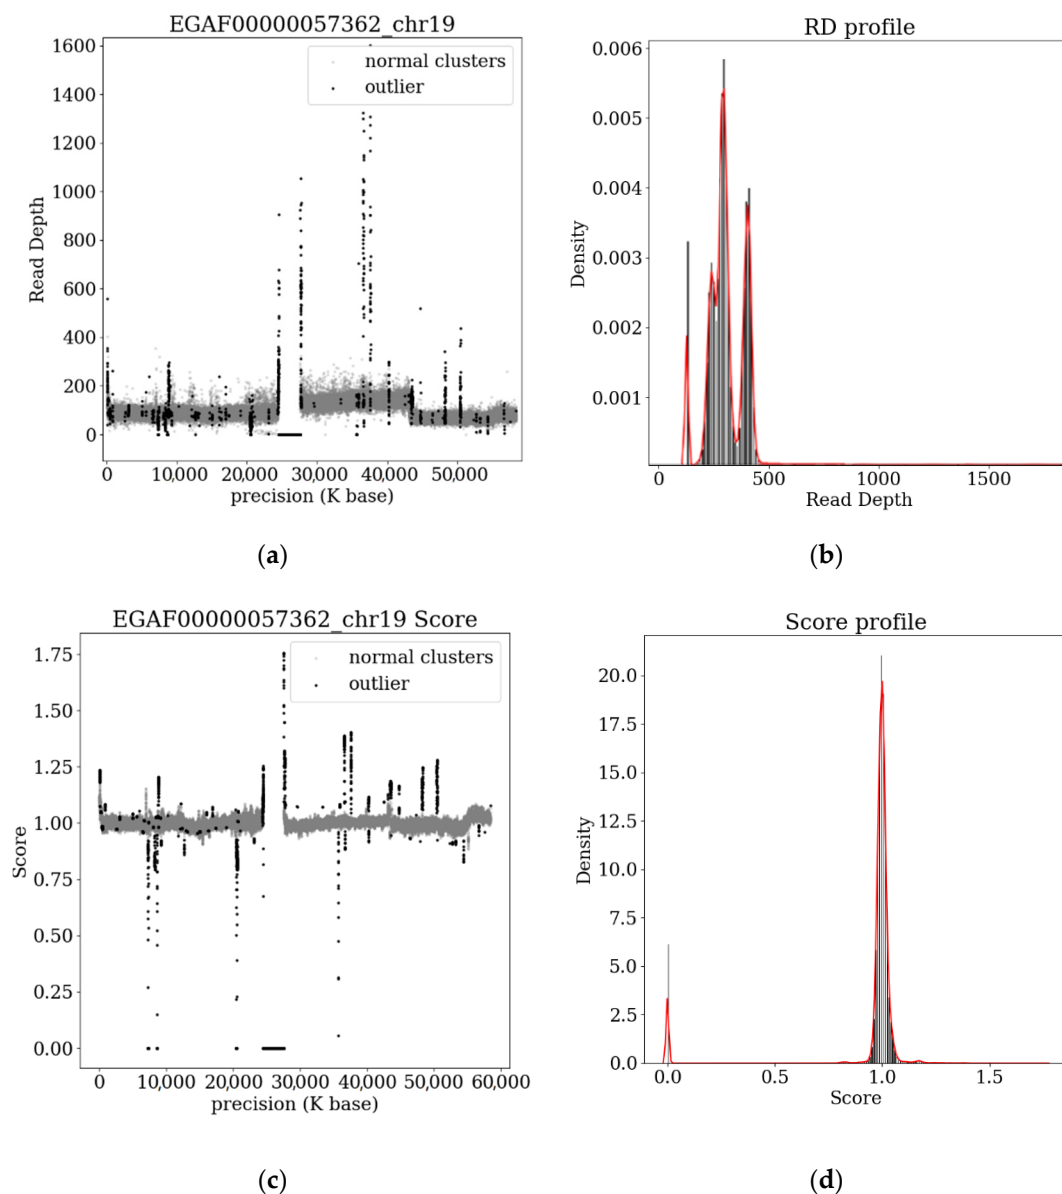 EGAF00000057362_chr19
normal clusters
outlier
1600
1400
1200
1000
800
600
400
200
0
Read Depth
0 10,000 20,000 30,000 40,000 50,000
precision (K base)
(a)
RD profile
0.006
0.005
0.004
0.003
0.002
0.001
Density
0 500 1000 1500
Read Depth
(b)
EGAF00000057362_chr19 Score
normal clusters
outlier
1.75
1.50
1.25
1.00
0.75
0.50
0.25
0.00
Score
0 10,000 20,000 30,000 40,000 50,000 60,000
precision (K base)
(c)
Score profile
20.0
17.5
15.0
12.5
10.0
7.5
5.0
2.5
0.0
Density
0.0 0.5 1.0 1.5
Score
(d)